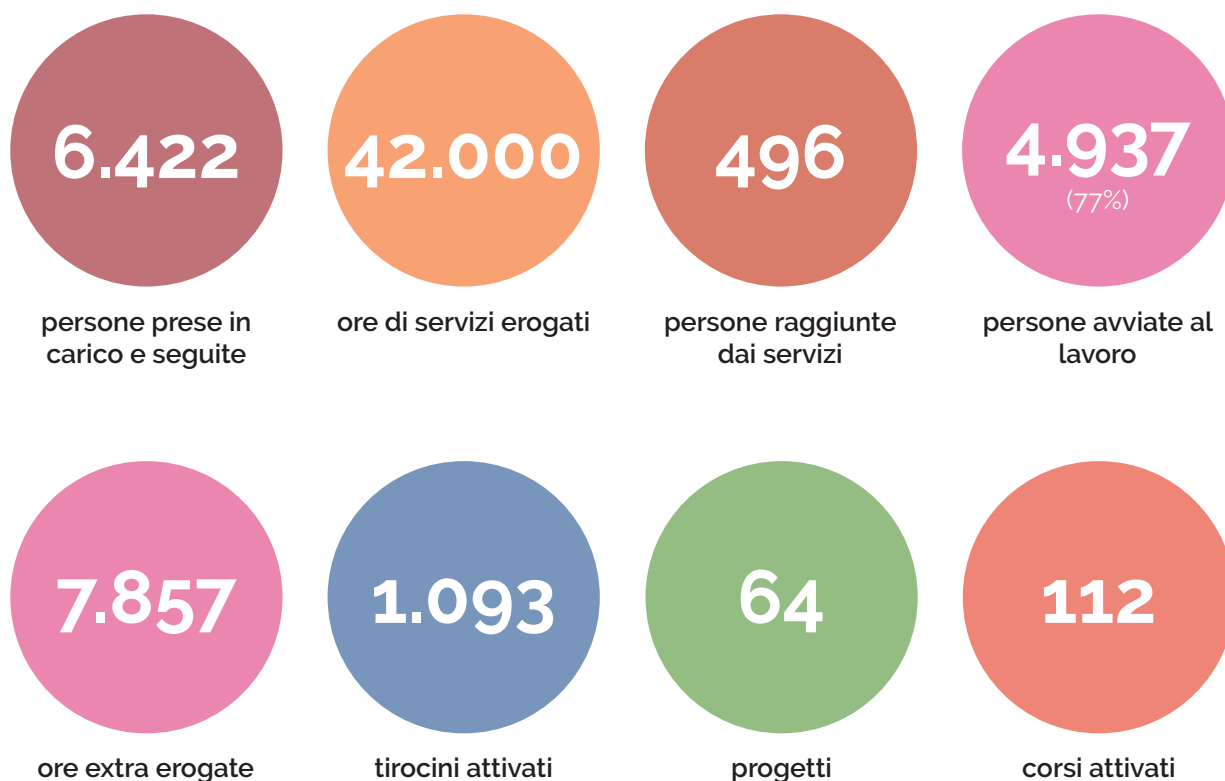 6.422
42.000
496
4.937
(77%)
persone prese in
carico e seguite
ore di servizi erogati
persone raggiunte
dai servizi
persone avviate al
lavoro
7.857
1.093
64
112
ore extra erogate
tirocini attivati
progetti
corsi attivati